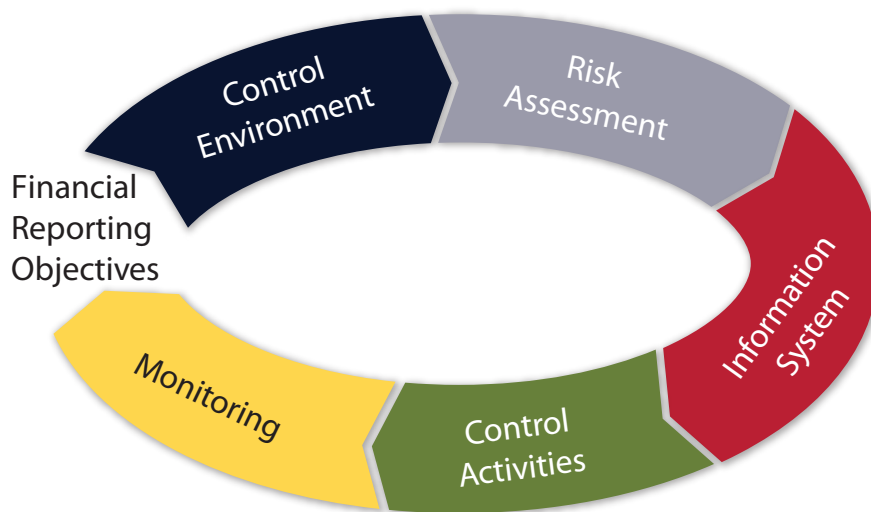 Control
Environment
Risk
Assessment
Information
System
Control
Activities
Monitoring
Financial
Reporting
Objectives